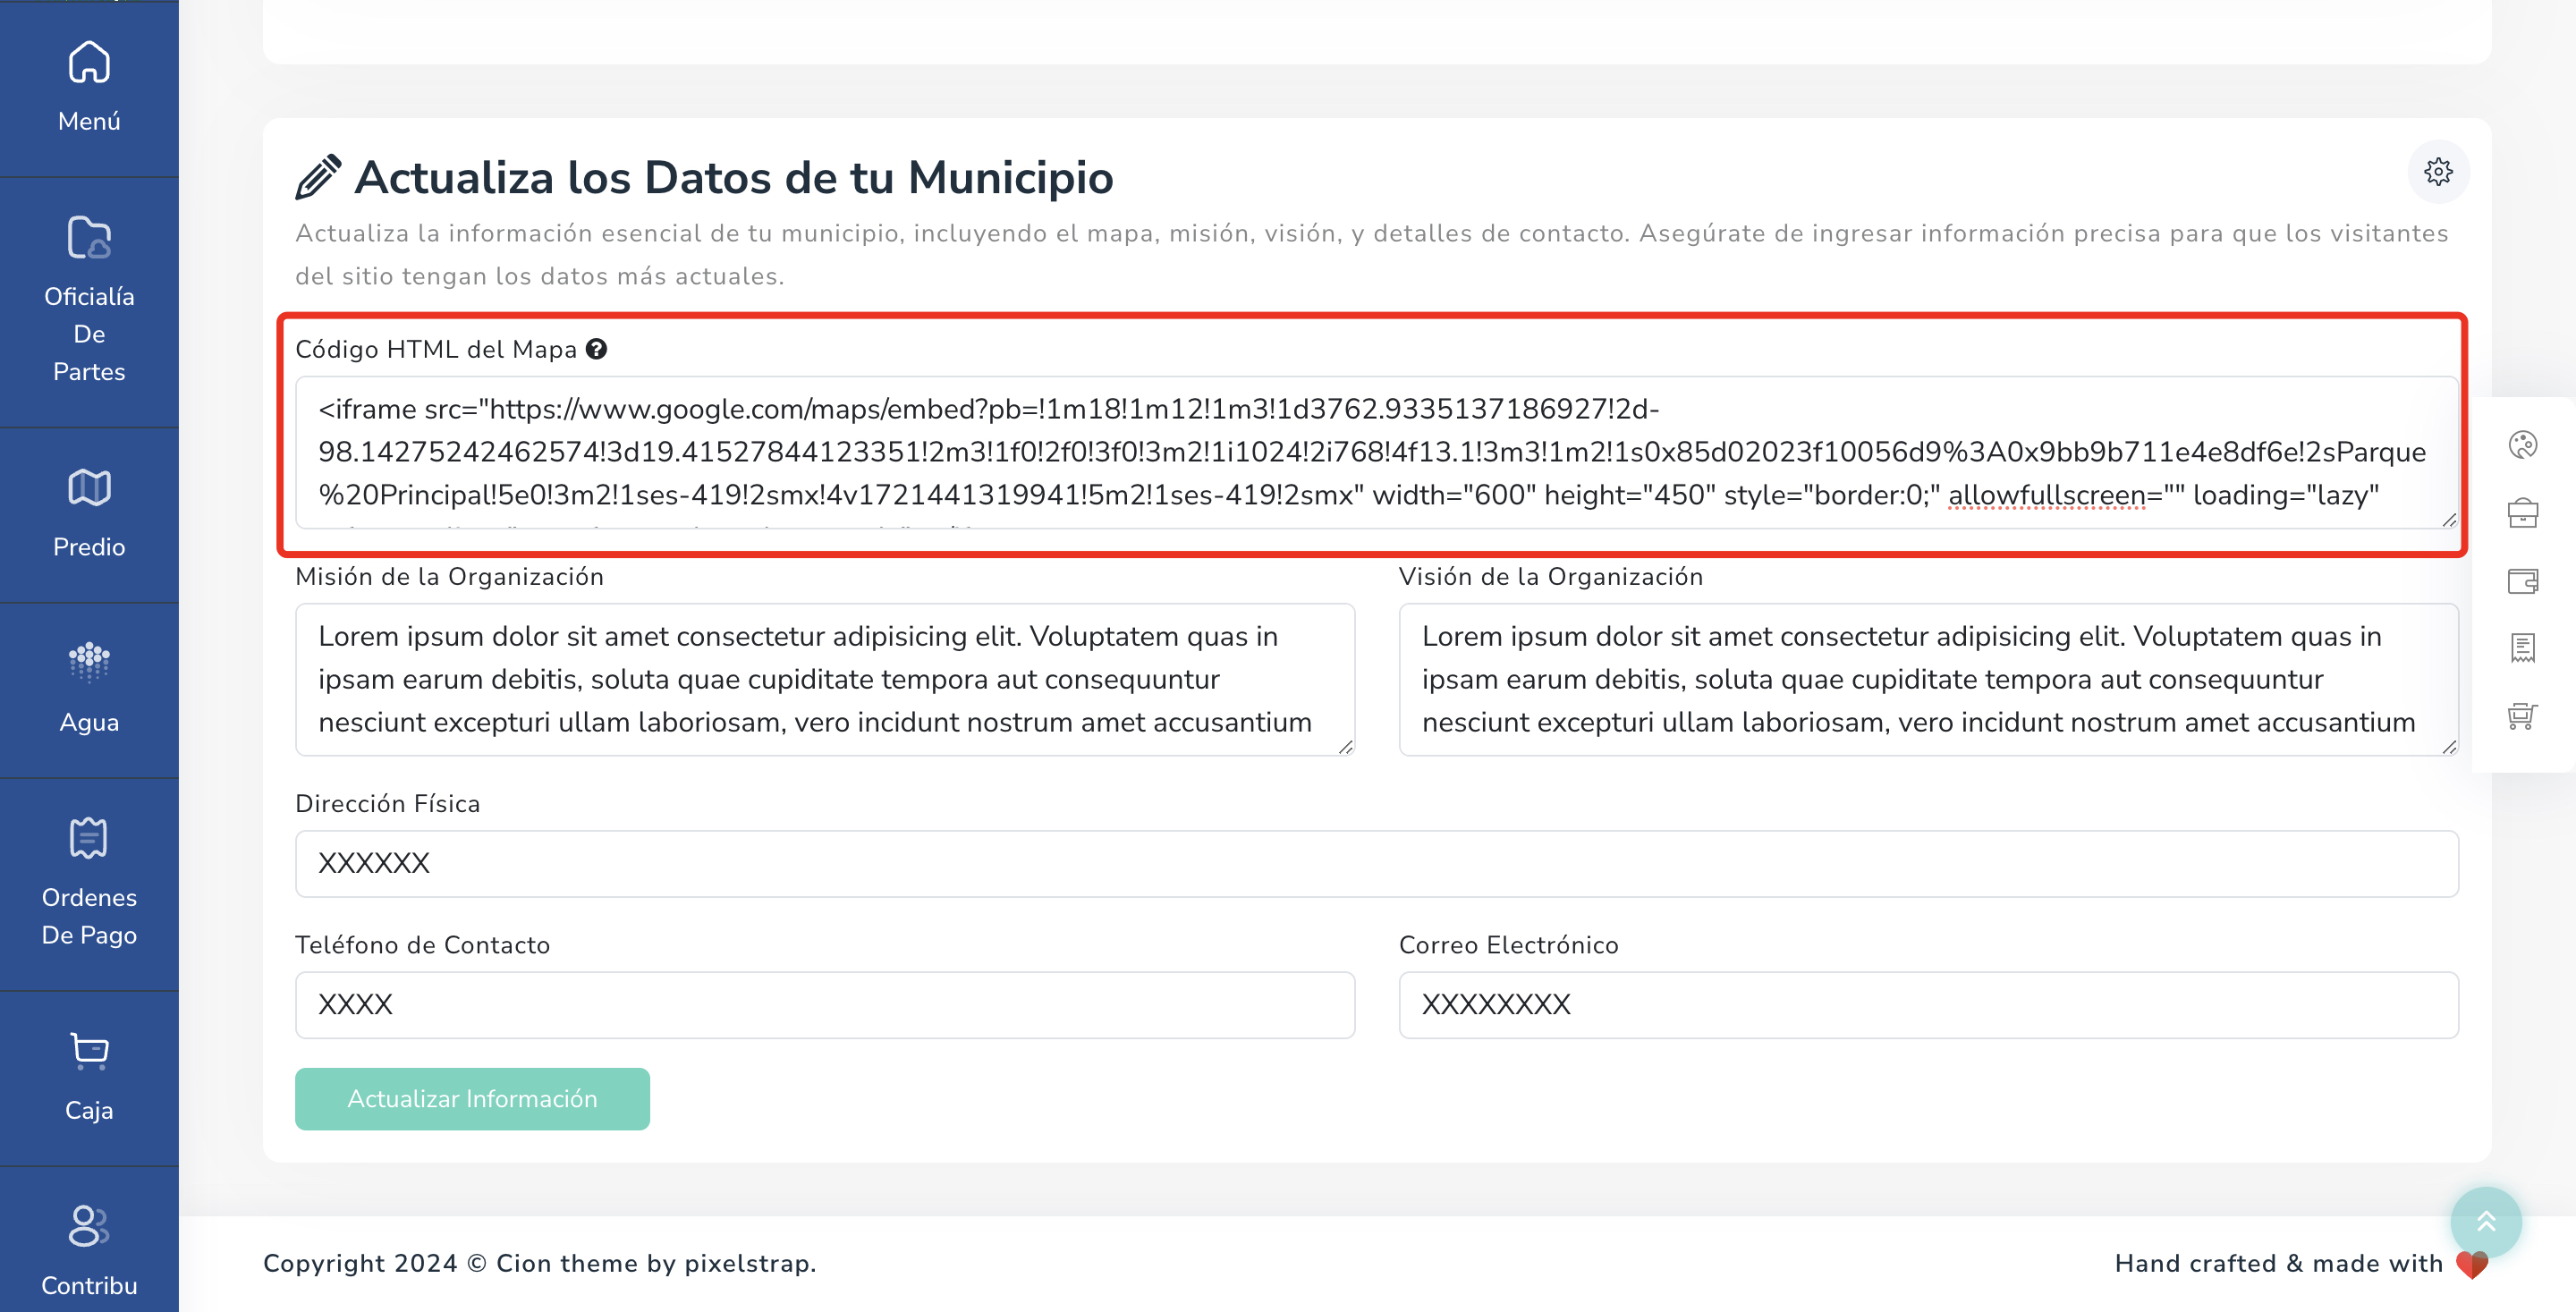 Menú
Oficialía
De
Partes
Predio
Agua
Ordenes
De Pago
Caja
Contribu
Actualiza los Datos de tu Municipio
Actualiza la información esencial de tu municipio, incluyendo el mapa, misión, visión, y detalles de contacto. Asegúrate de ingresar información precisa para que los visitantes
del sitio tengan los datos más actuales.
Código HTML del Mapa
<iframe src="https://www.google.com/maps/embed?pb=!1m18!1m12!1m3!1d3762.9335137186927!2d-
98.14275242462574!3d19.41527844123351!2m3!1f0!2f0!3f0!3m2!1i1024!2i768!4f13.1!3m3!1m2!1s0x85d02023f10056d9%3A0x9bb9b711e4e8df6e!2sParque
%20Principal!5e0!3m2!1ses-419!2smx!4v1721441319941!5m2!1ses-419!2smx" width="600" height="450" style="border:0;" allowfullscreen="" loading="lazy"
Misión de la Organización
Lorem ipsum dolor sit amet consectetur adipisicing elit. Voluptatem quas in
ipsam earum debitis, soluta quae cupiditate tempora aut consequuntur
nesciunt excepturi ullam laboriosam, vero incidunt nostrum amet accusantium
Visión de la Organización
Lorem ipsum dolor sit amet consectetur adipisicing elit. Voluptatem quas in
ipsam earum debitis, soluta quae cupiditate tempora aut consequuntur
nesciunt excepturi ullam laboriosam, vero incidunt nostrum amet accusantium
Dirección Física
XXXXXX
Teléfono de Contacto
XXXX
Correo Electrónico
XXXXXXXX
Actualizar Información
Copyright 2024 © Cion theme by pixelstrap.
Hand crafted & made with